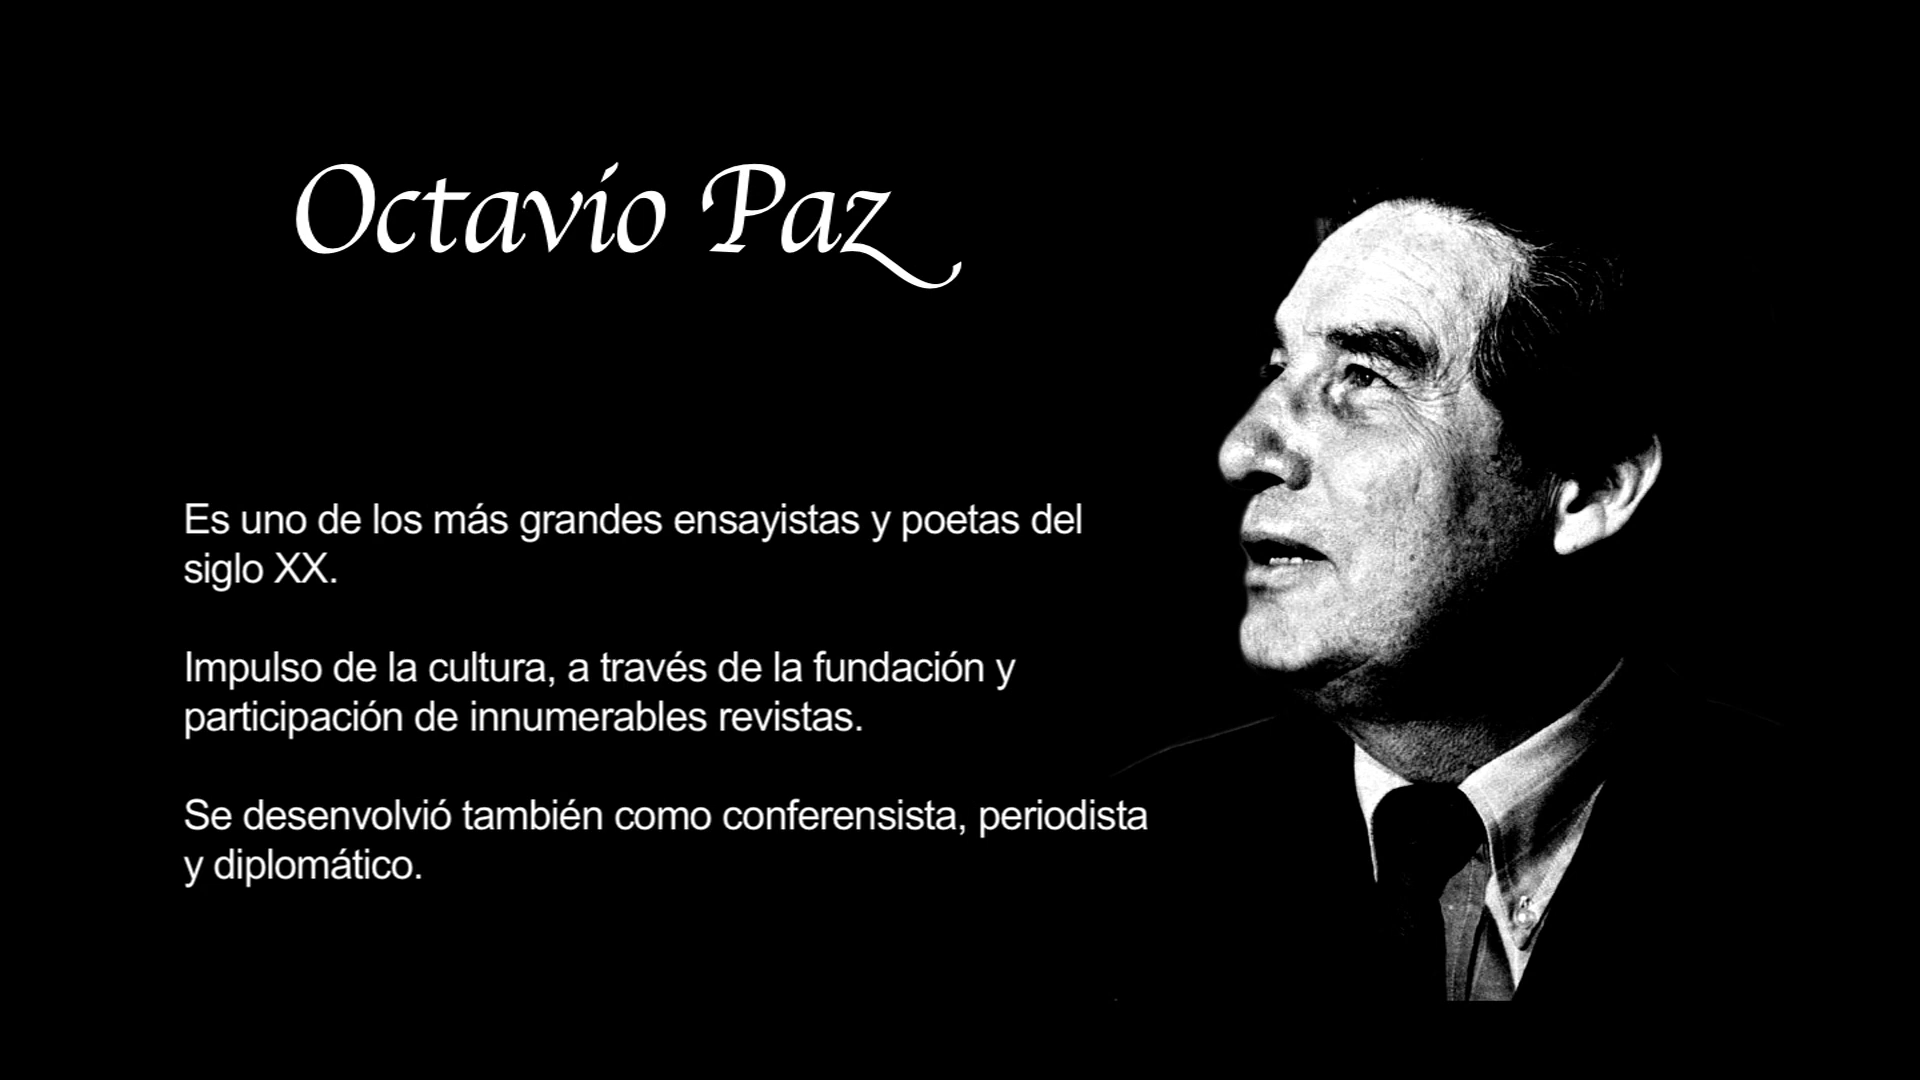 Octavio Paz
Es uno de los más grandes ensayistas y poetas del
siglo XX.
Impulso de la cultura, a través de la fundación y
participación de innumerables revistas.
Se desenvolvió también como conferensista, periodista
y diplomático.